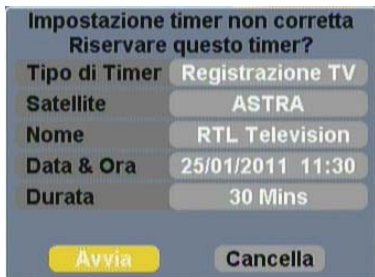 Impostazione timer non corretta
Riservare questo timer?
Tipo di Timer Registrazione TV
Satellite ASTRA
Nome RTL Television
Data & Ora 25/01/2011 11:30
Durata 30 Mins
Avvia Cancella